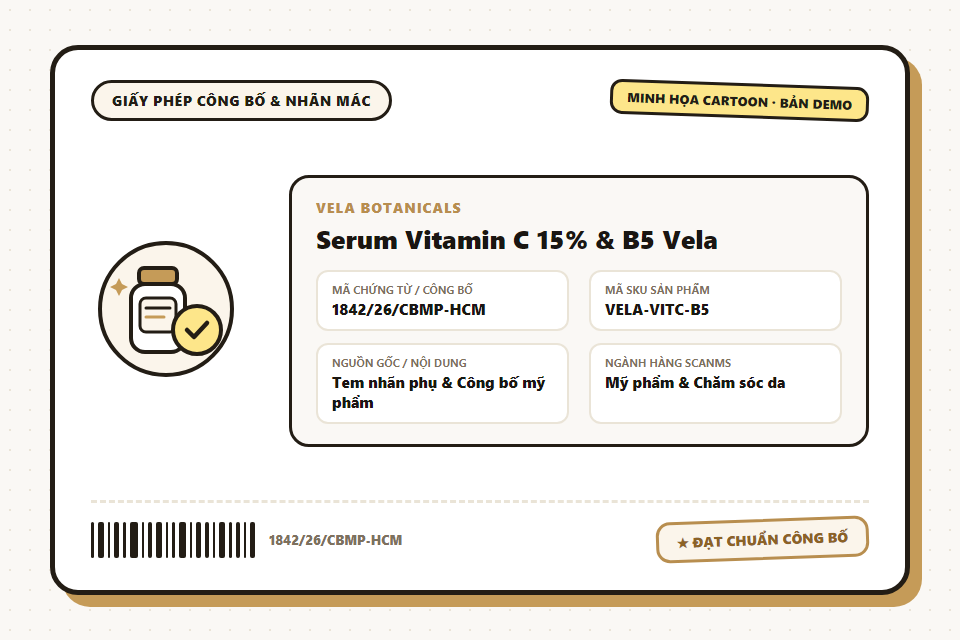 GIẤY PHÉP CÔNG BỐ & NHÃN MÁC
MINH HỌA CARTOON · BẢN DEMO
VELA BOTANICALS
Serum Vitamin C 15% & B5 Vela
MÃ CHỨNG TỪ / CÔNG BỐ
1842/26/CBMP-HCM
MÃ SKU SẢN PHẨM
VELA-VITC-B5
NGUỒN GỐC / NỘI DUNG
Tem nhãn phụ & Công bố mỹ
phẩm
NGÀNH HÀNG SCANMS
Mỹ phẩm & Chăm sóc da
1842/26/CBMP-HCM
★ ĐẠT CHUẨN CÔNG BỐ